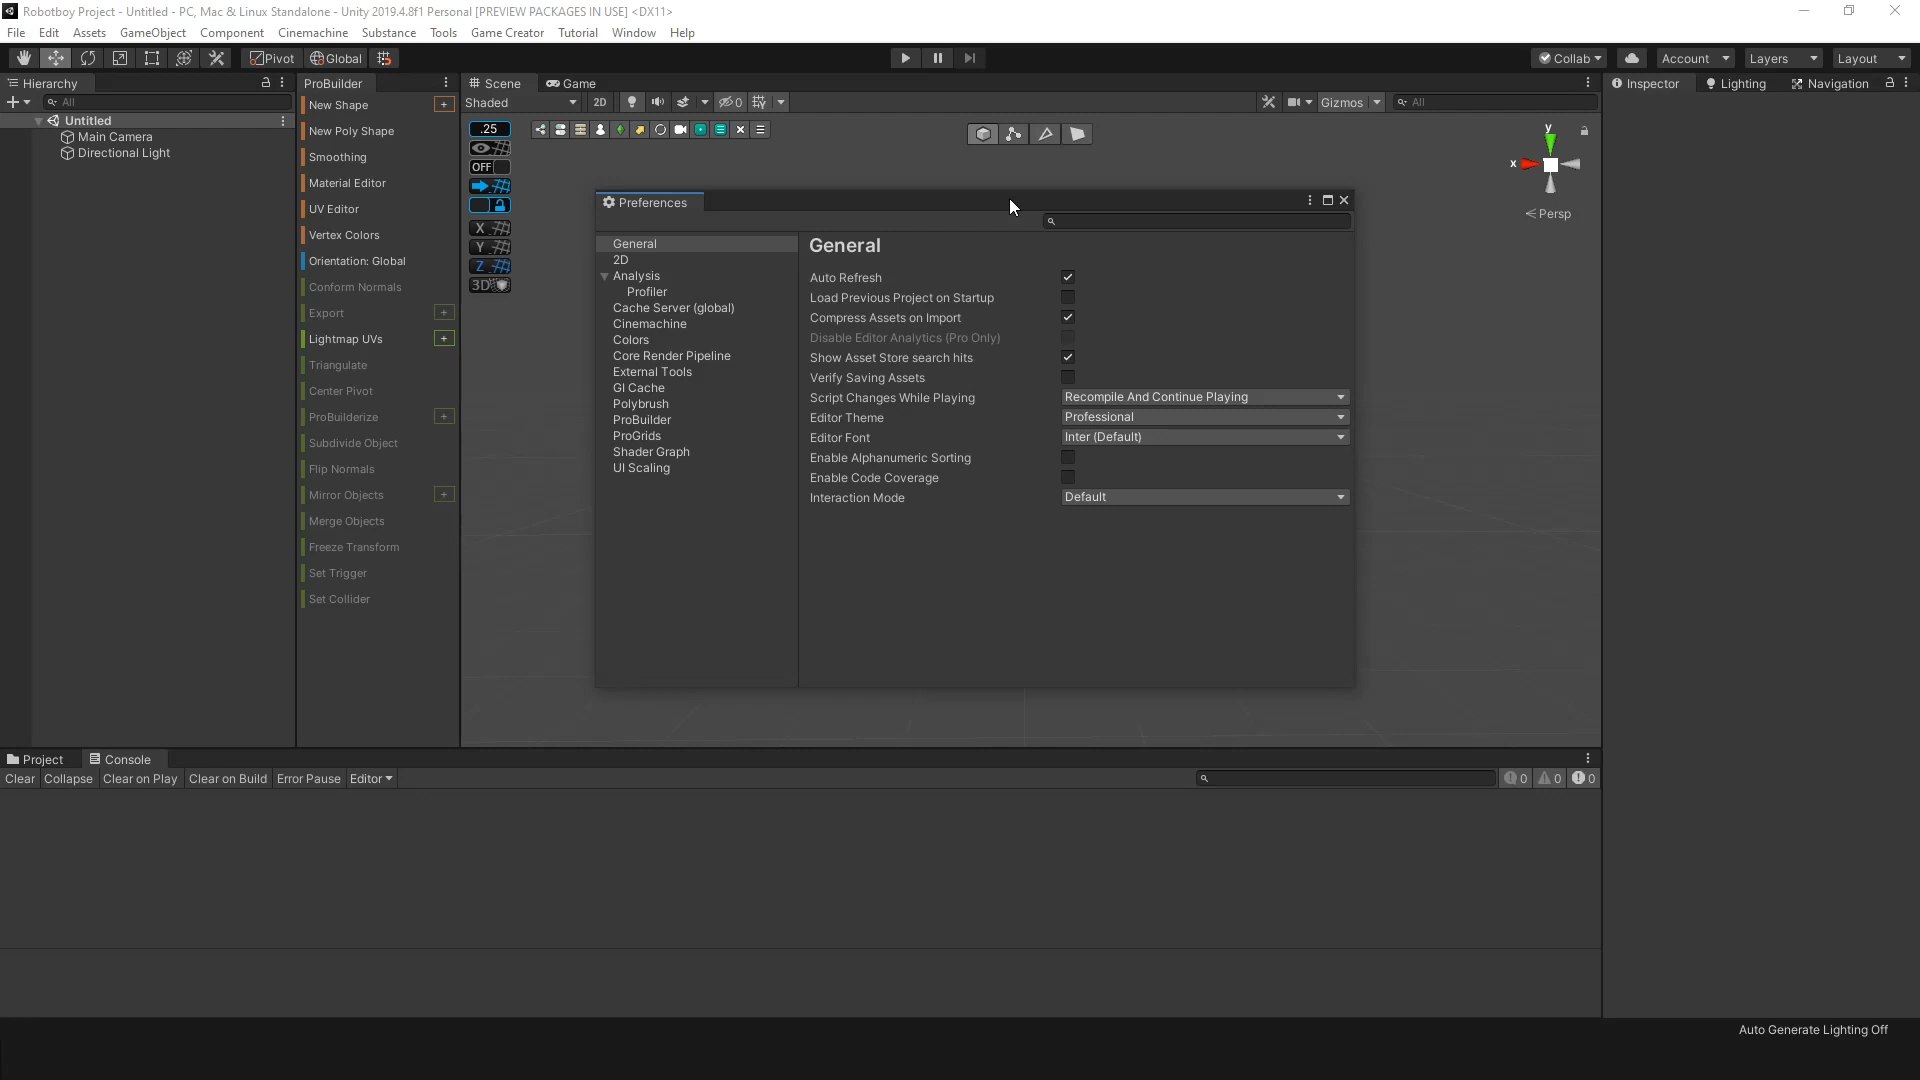 Robotboy Project - Untitled - PC, Mac & Linux Standalone - Unity 2019.4.8f1 Personal [PREVIEW PACKAGES IN USE] <DX11>
File Edit Assets GameObject Component Cinemachine Substance Tools Game Creator Tutorial Window Help
Pivot Global Collab Account Layers Layout
Hierarchy
All
Untitled
Main Camera
Directional Light
ProBuilder
New Shape +
New Poly Shape
Smoothing
Material Editor
UV Editor
Vertex Colors
Orientation: Global
Conform Normals
Export +
Lightmap UVs +
Triangulate
Center Pivot
ProBuilderize +
Subdivide Object
Flip Normals
Mirror Objects +
Merge Objects
Freeze Transform
Set Trigger
Set Collider
Scene Game
Shaded 2D 0 Gizmos All
.25
OFF
X
Y
Z
3D
y
x
Persp
Preferences
General
2D
Analysis
Profiler
Cache Server (global)
Cinemachine
Colors
Core Render Pipeline
External Tools
GI Cache
Polybrush
ProBuilder
ProGrids
Shader Graph
UI Scaling
General
Auto Refresh
Load Previous Project on Startup
Compress Assets on Import
Disable Editor Analytics (Pro Only)
Show Asset Store search hits
Verify Saving Assets
Script Changes While Playing Recompile And Continue Playing
Editor Theme Professional
Editor Font Inter (Default)
Enable Alphanumeric Sorting
Enable Code Coverage
Interaction Mode Default
Inspector Lighting Navigation
Project Console
Clear Collapse Clear on Play Clear on Build Error Pause Editor 0 0 0
Auto Generate Lighting Off